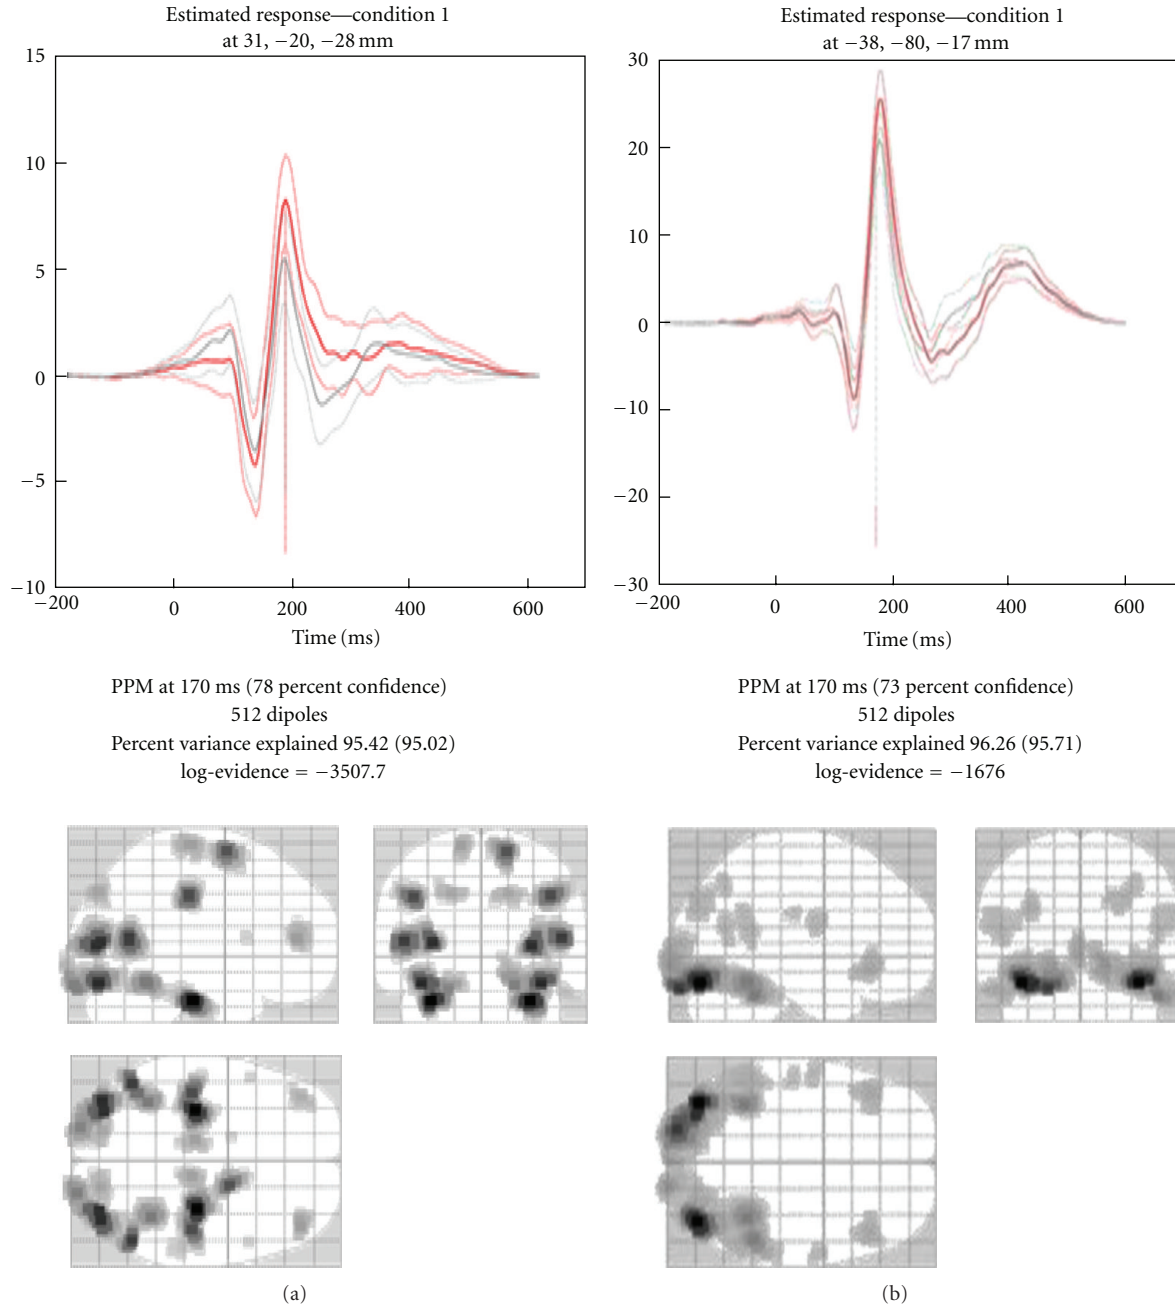 Estimated response—condition 1
at 31, −20, −28 mm
15
10
5
0
−5
−10
−200
0
200
400
600
Time (ms)
PPM at 170 ms (78 percent confidence)
512 dipoles
Percent variance explained 95.42 (95.02)
log-evidence = −3507.7
(a)
Estimated response—condition 1
at −38, −80, −17 mm
30
20
10
0
−10
−20
−30
−200
0
200
400
600
Time (ms)
PPM at 170 ms (73 percent confidence)
512 dipoles
Percent variance explained 96.26 (95.71)
log-evidence = −1676
(b)